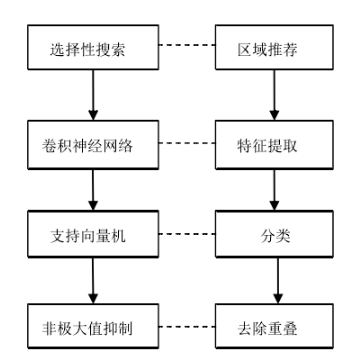 选择性搜索
区域推荐
卷积神经网络
特征提取
支持向量机
分类
非极大值抑制
去除重叠